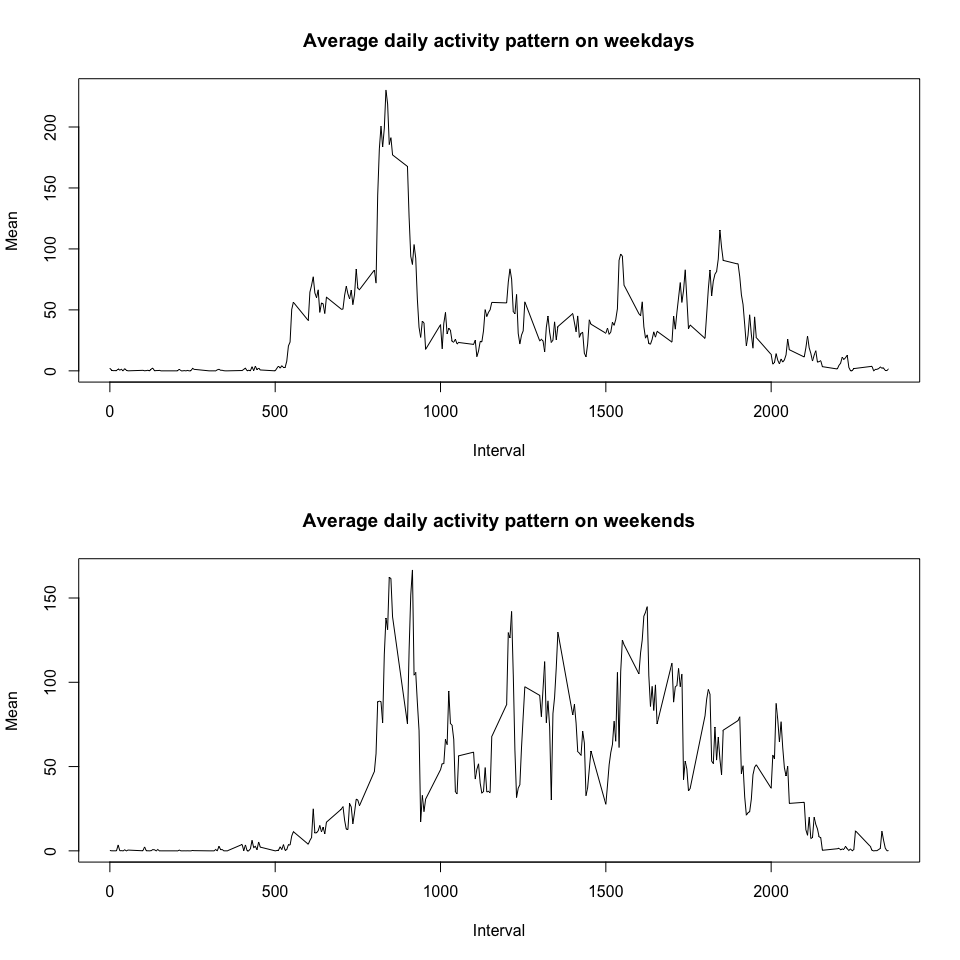 Average daily activity pattern on weekdays
Mean
200
150
100
50
0
0 500 1000 1500 2000
Interval
Average daily activity pattern on weekends
Mean
150
100
50
0
0 500 1000 1500 2000
Interval